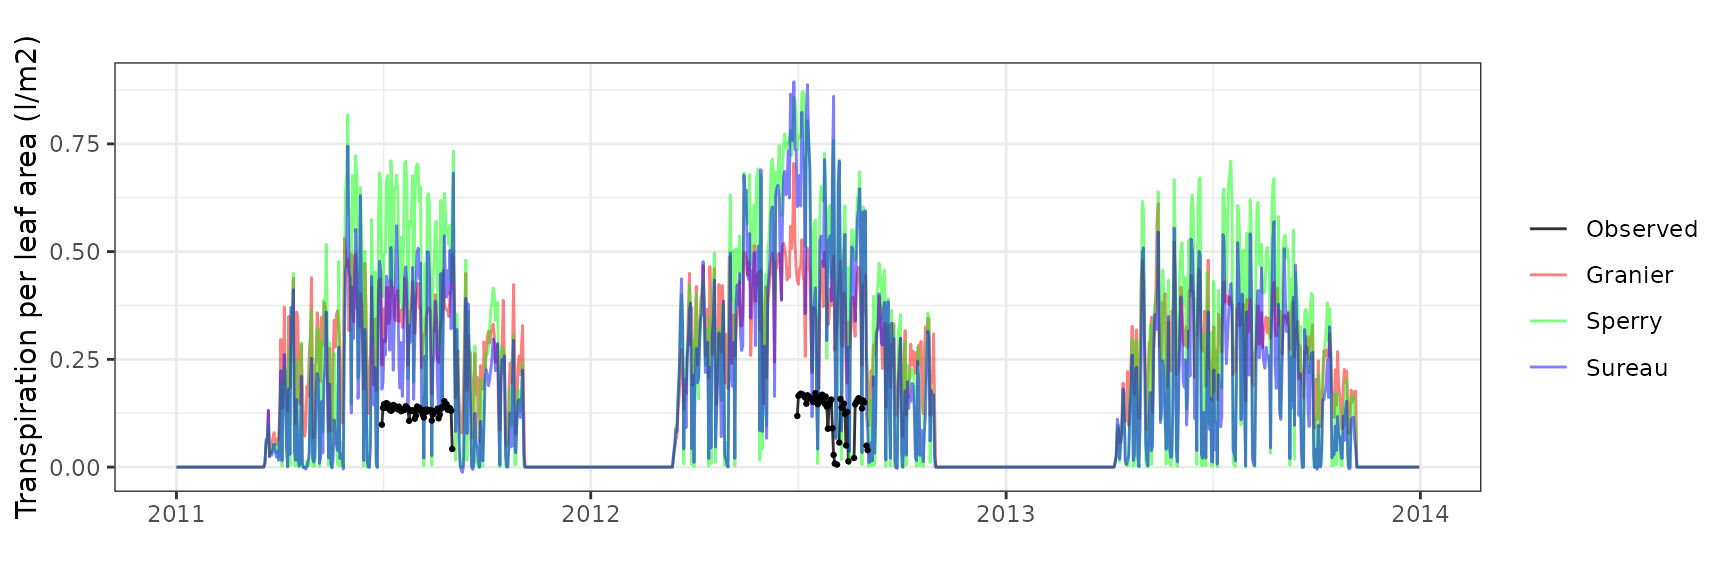 Transpiration per leaf area (l/m2)
0.75
0.50
0.25
0.00
2011
2012
2013
2014
Observed
Granier
Sperry
Sureau